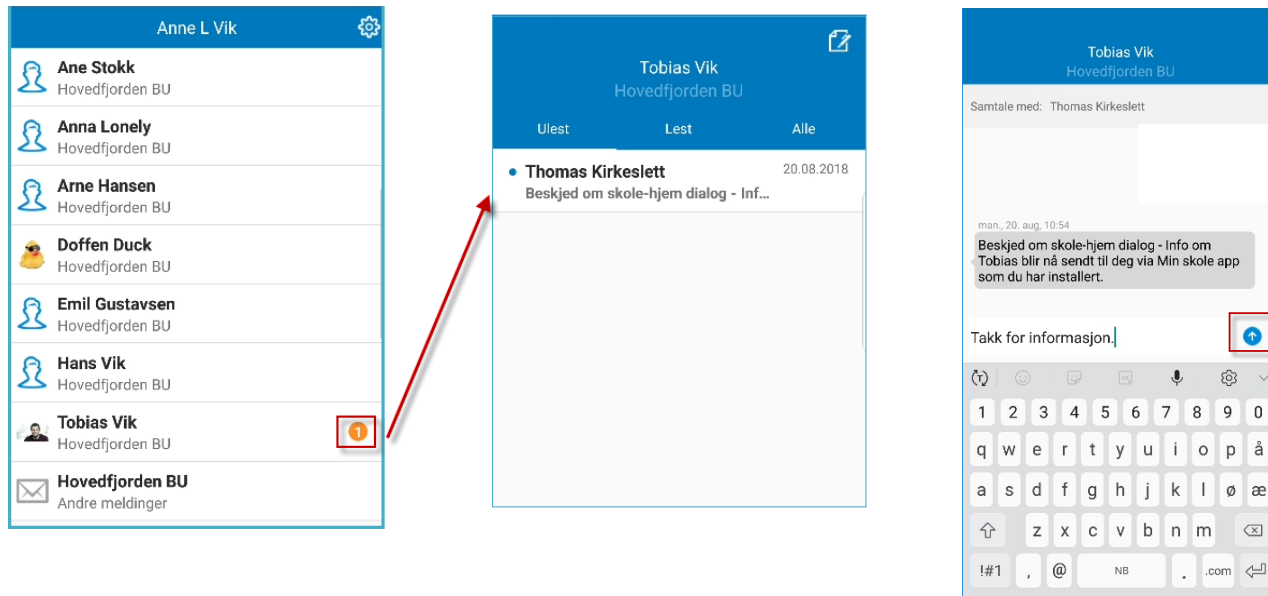 Anne L Vik
Ane Stokk
Hovedfjorden BU
Anna Lonely
Hovedfjorden BU
Arne Hansen
Hovedfjorden BU
Doffen Duck
Hovedfjorden BU
Emil Gustavsen
Hovedfjorden BU
Hans Vik
Hovedfjorden BU
Tobias Vik
Hovedfjorden BU
1
Hovedfjorden BU
Andre meldinger
Tobias Vik
Hovedfjorden BU
Ulest Lest Alle
Thomas Kirkeslett 20.08.2018
Beskjed om skole-hjem dialog - Inf...
Tobias Vik
Hovedfjorden BU
Samtale med: Thomas Kirkeslett
man., 20. aug, 10:54
Beskjed om skole-hjem dialog - Info om
Tobias blir nå sendt til deg via Min skole app
som du har installert.
Takk for informasjon.
1 2 3 4 5 6 7 8 9 0
q w e r t y u i o p å
a s d f g h j k l ø æ
z x c v b n m
!#1 , @ NB . .com